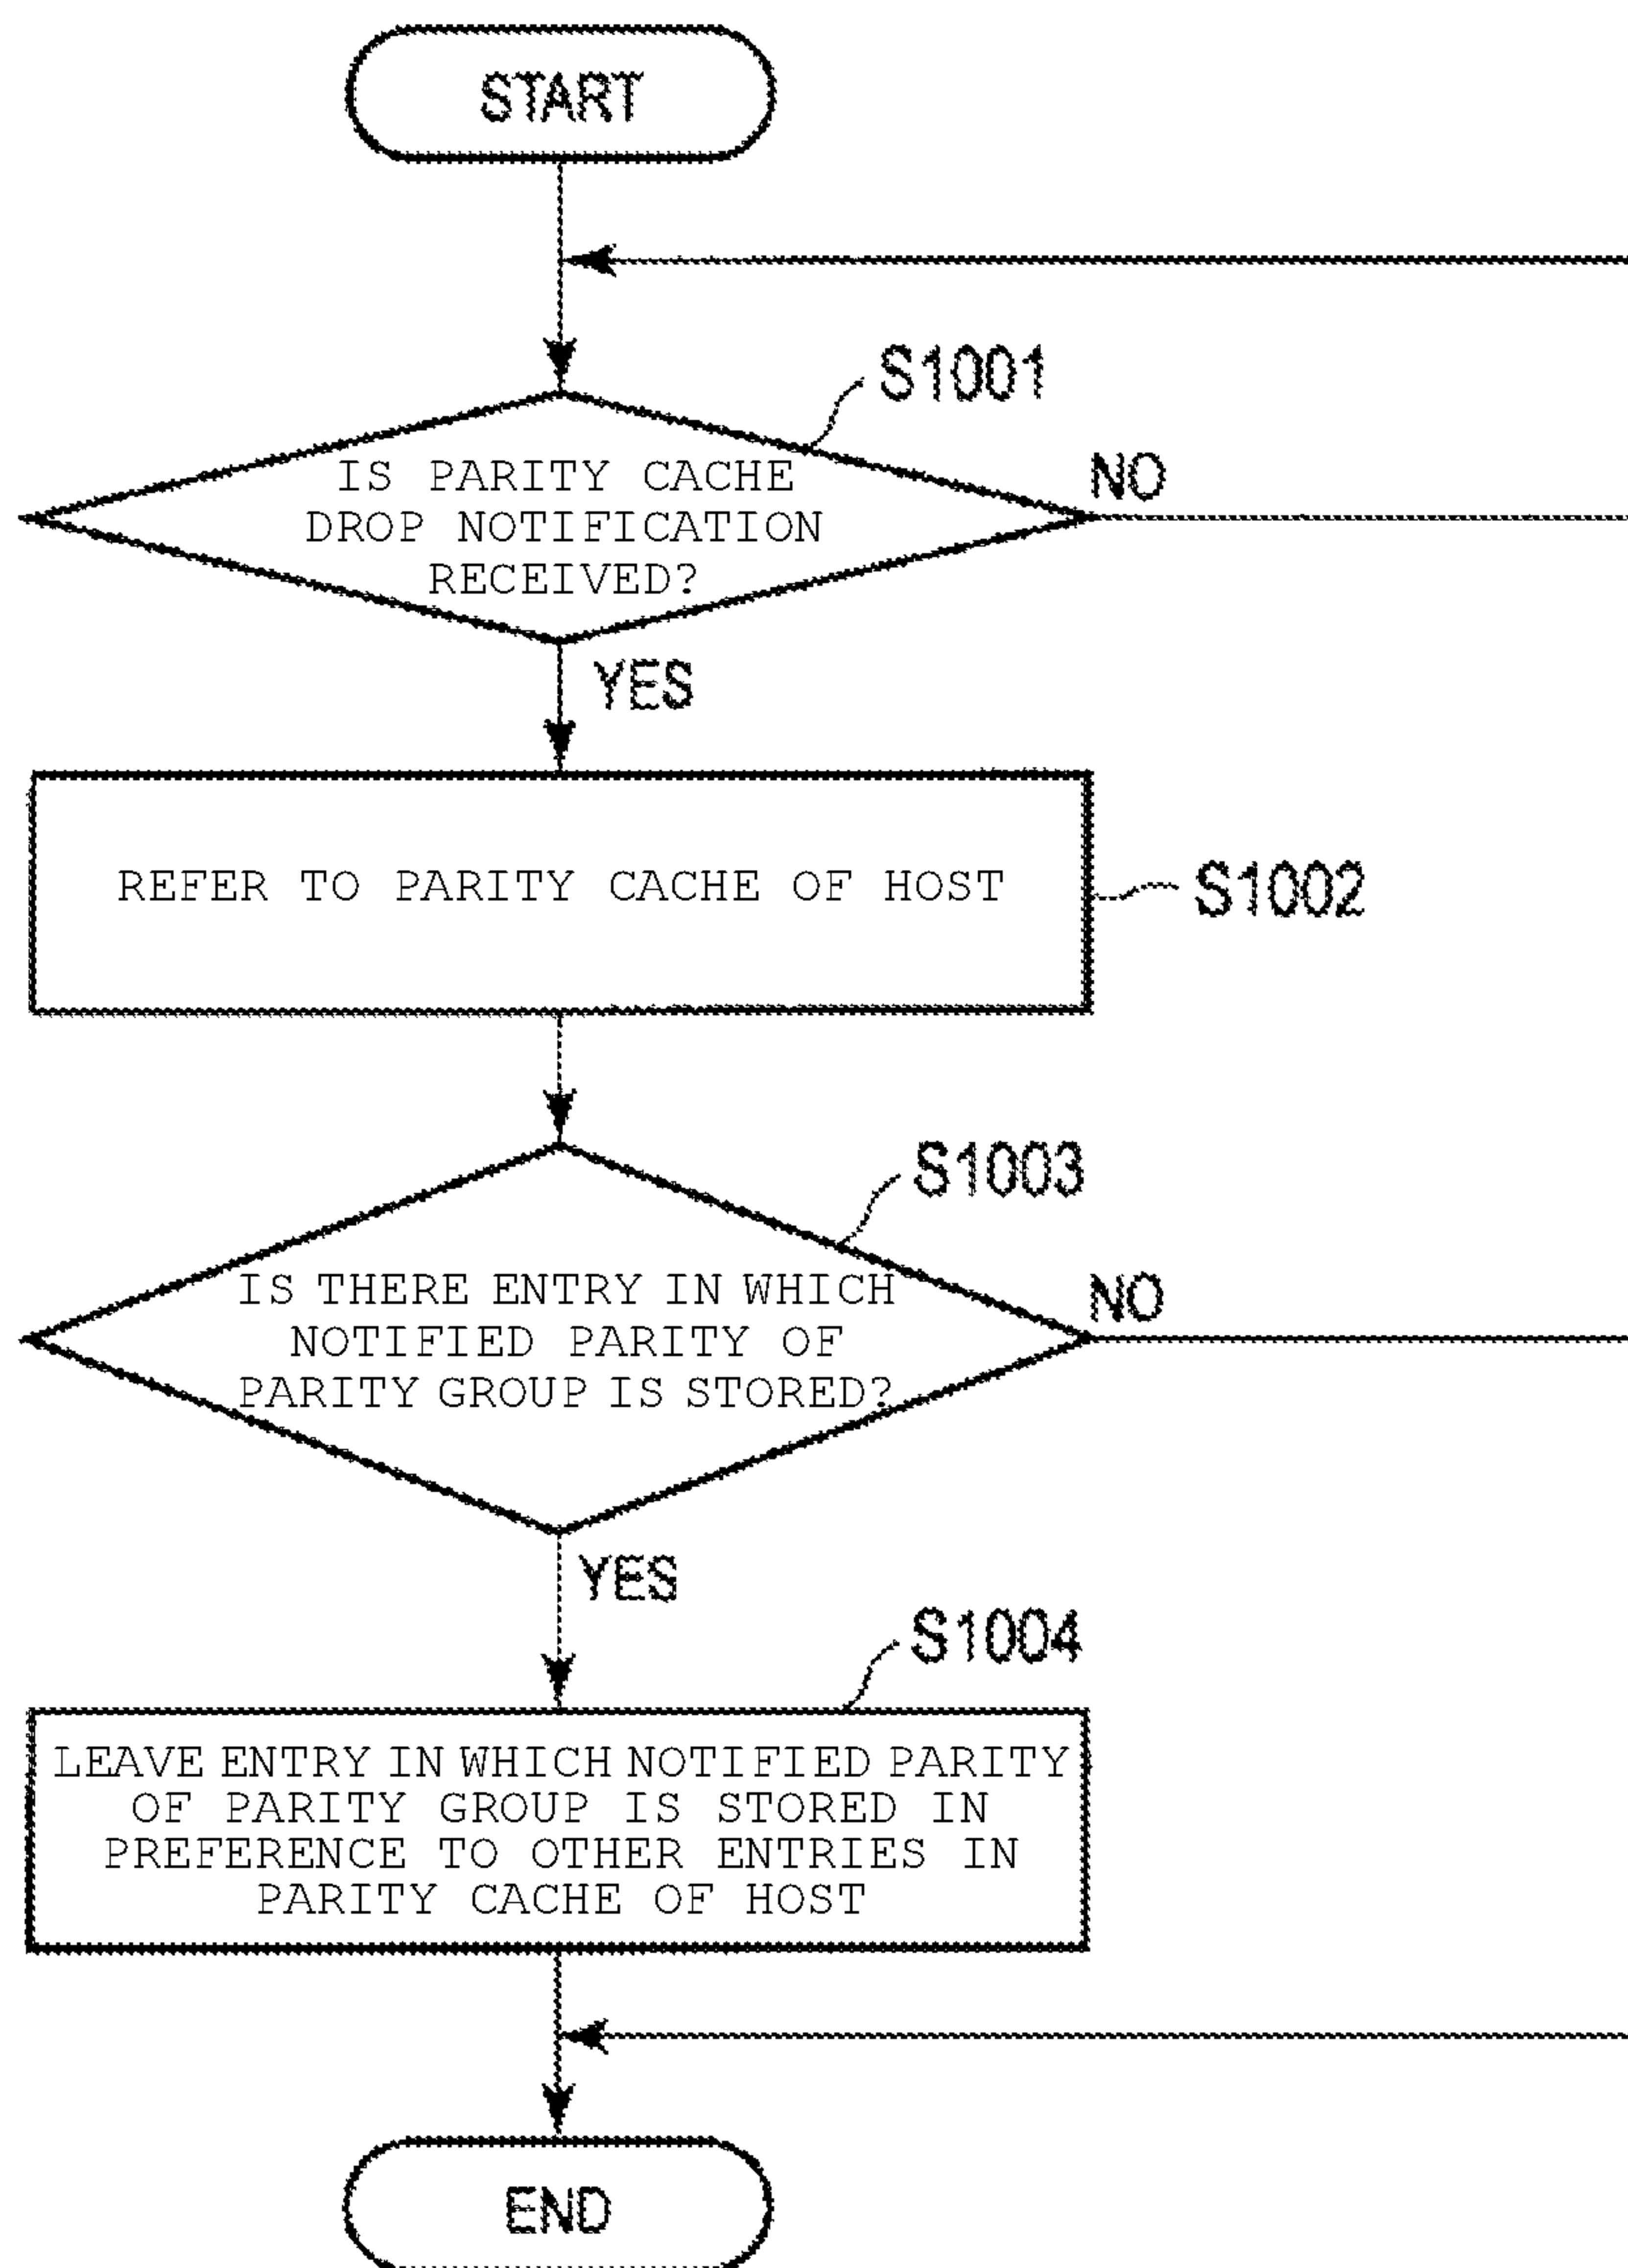 START
S1001
IS PARITY CACHE
DROP NOTIFICATION
RECEIVED?
NO
YES
REFER TO PARITY CACHE OF HOST
S1002
S1003
IS THERE ENTRY IN WHICH
NOTIFIED PARITY OF
PARITY GROUP IS STORED?
NO
YES
S1004
LEAVE ENTRY IN WHICH NOTIFIED PARITY
OF PARITY GROUP IS STORED IN
PREFERENCE TO OTHER ENTRIES IN
PARITY CACHE OF HOST
END